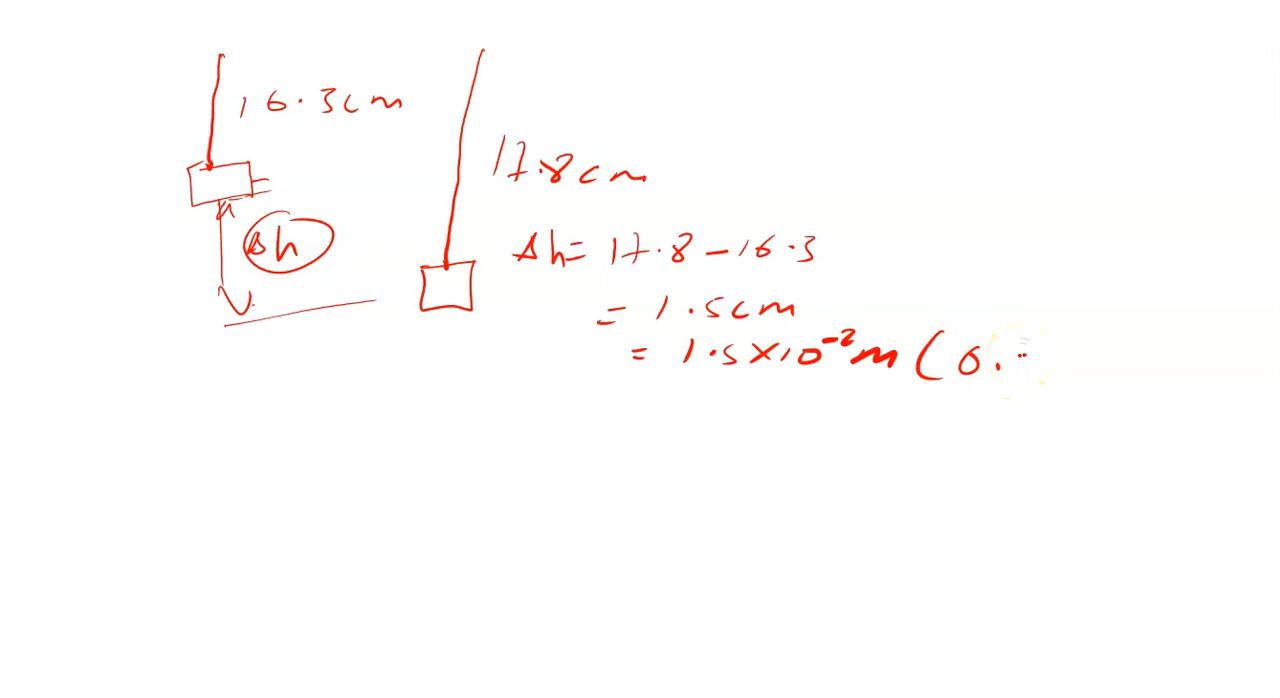 16.3cm
17.8cm
Δh
Δh = 17.8 - 16.3
= 1.5cm
= 1.5×10⁻²m (0.